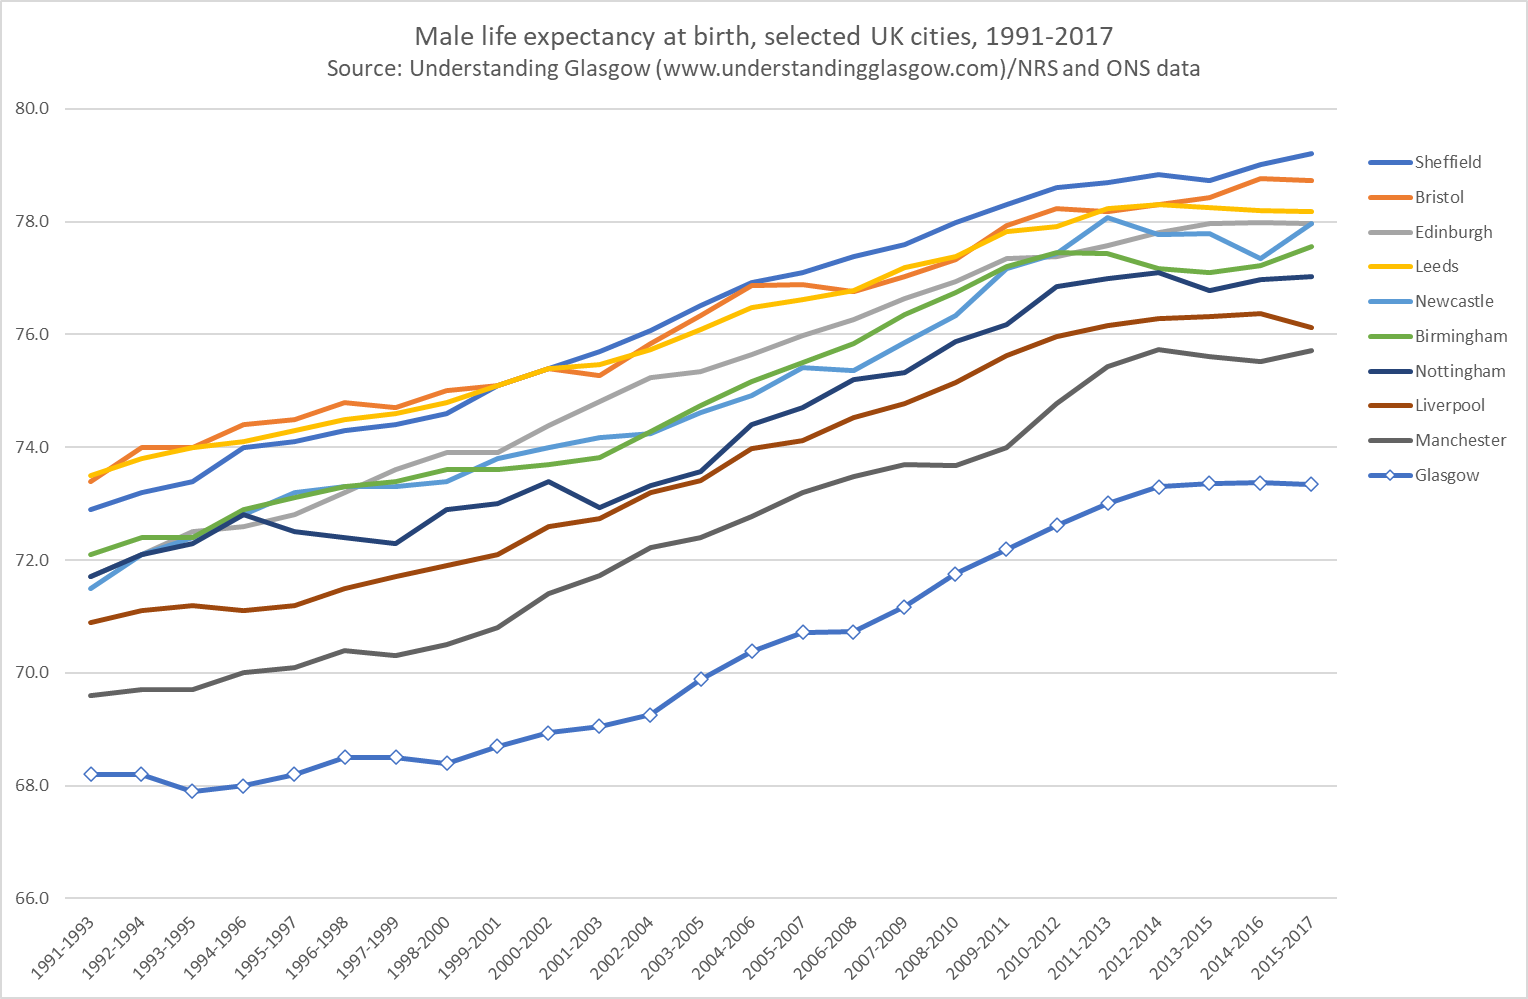 Male life expectancy at birth, selected UK cities, 1991-2017
Source: Understanding Glasgow (www.understandingglasgow.com)/NRS and ONS data
80.0
78.0
76.0
74.0
72.0
70.0
68.0
66.0
Sheffield
Bristol
Edinburgh
Leeds
Newcastle
Birmingham
Nottingham
Liverpool
Manchester
Glasgow
1991-1993
1992-1994
1993-1995
1994-1996
1995-1997
1996-1998
1997-1999
1998-2000
1999-2001
2000-2002
2001-2003
2002-2004
2003-2005
2004-2006
2005-2007
2006-2008
2007-2009
2008-2010
2009-2011
2010-2012
2011-2013
2012-2014
2013-2015
2014-2016
2015-2017